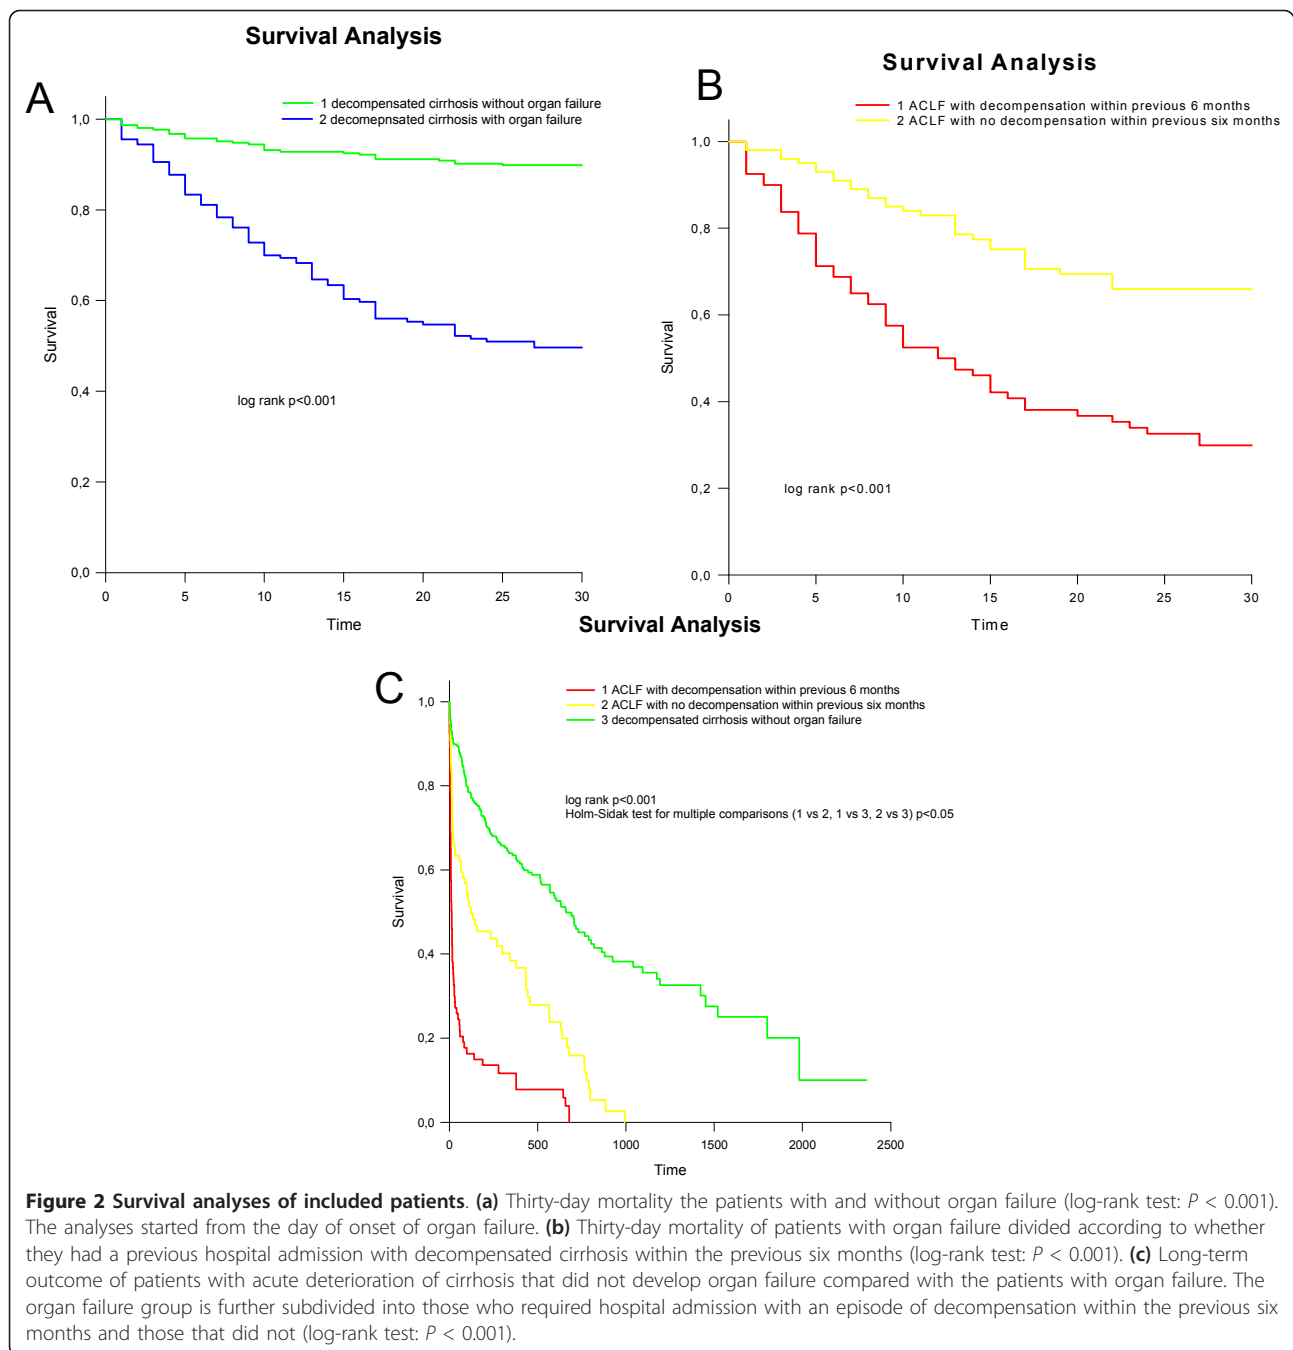 Survival Analysis
A
1 decompensated cirrhosis without organ failure
2 decomepnsated cirrhosis with organ failure
1,0
0,8
0,6
0,4
0,2
0,0
Survival
log rank p<0.001
0 5 10 15 20 25 30
Time
Survival Analysis
B
1 ACLF with decompensation within previous 6 months
2 ACLF with no decompensation within previous six months
1,0
0,8
0,6
0,4
0,2
0,0
Survival
log rank p<0.001
0 5 10 15 20 25 30
Time
Survival Analysis
C
1 ACLF with decompensation within previous 6 months
2 ACLF with no decompensation within previous six months
3 decompensated cirrhosis without organ failure
log rank p<0.001
Holm-Sidak test for multiple comparisons (1 vs 2, 1 vs 3, 2 vs 3) p<0.05
1,0
0,8
0,6
0,4
0,2
0,0
Survival
0 500 1000 1500 2000 2500
Time
Figure 2 Survival analyses of included patients. (a) Thirty-day mortality the patients with and without organ failure (log-rank test: P < 0.001).
The analyses started from the day of onset of organ failure. (b) Thirty-day mortality of patients with organ failure divided according to whether
they had a previous hospital admission with decompensated cirrhosis within the previous six months (log-rank test: P < 0.001). (c) Long-term
outcome of patients with acute deterioration of cirrhosis that did not develop organ failure compared with the patients with organ failure. The
organ failure group is further subdivided into those who required hospital admission with an episode of decompensation within the previous six
months and those that did not (log-rank test: P < 0.001).